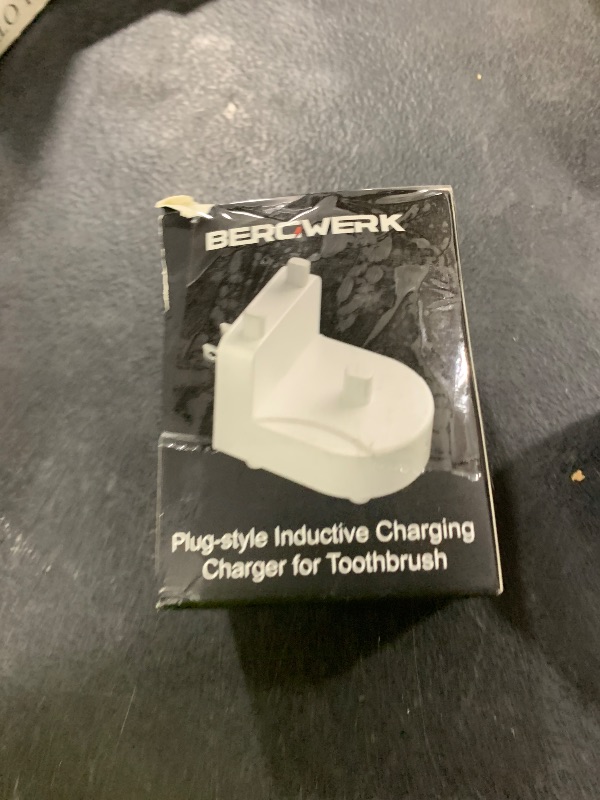 BERGWERK
Plug-style Inductive Charging
Charger for Toothbrush